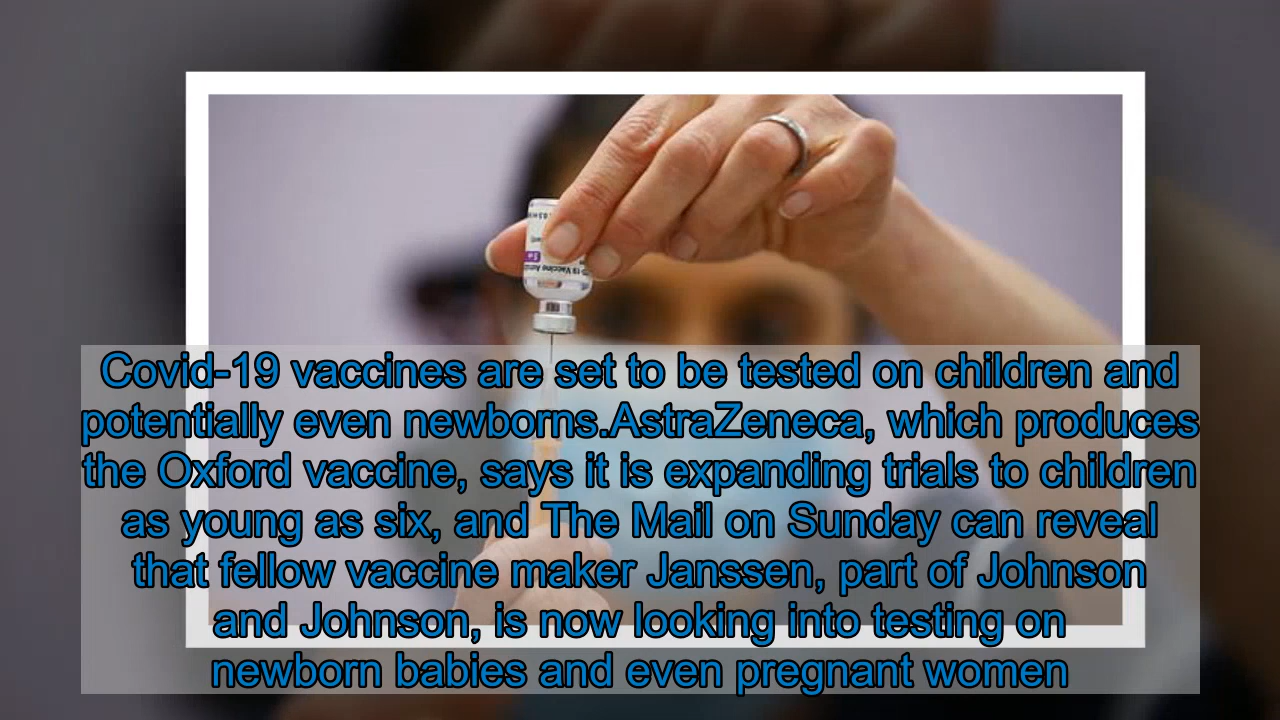 Covid-19 vaccines are set to be tested on children and
potentially even newborns.AstraZeneca, which produces
the Oxford vaccine, says it is expanding trials to children
as young as six, and The Mail on Sunday can reveal
that fellow vaccine maker Janssen, part of Johnson
and Johnson, is now looking into testing on
newborn babies and even pregnant women